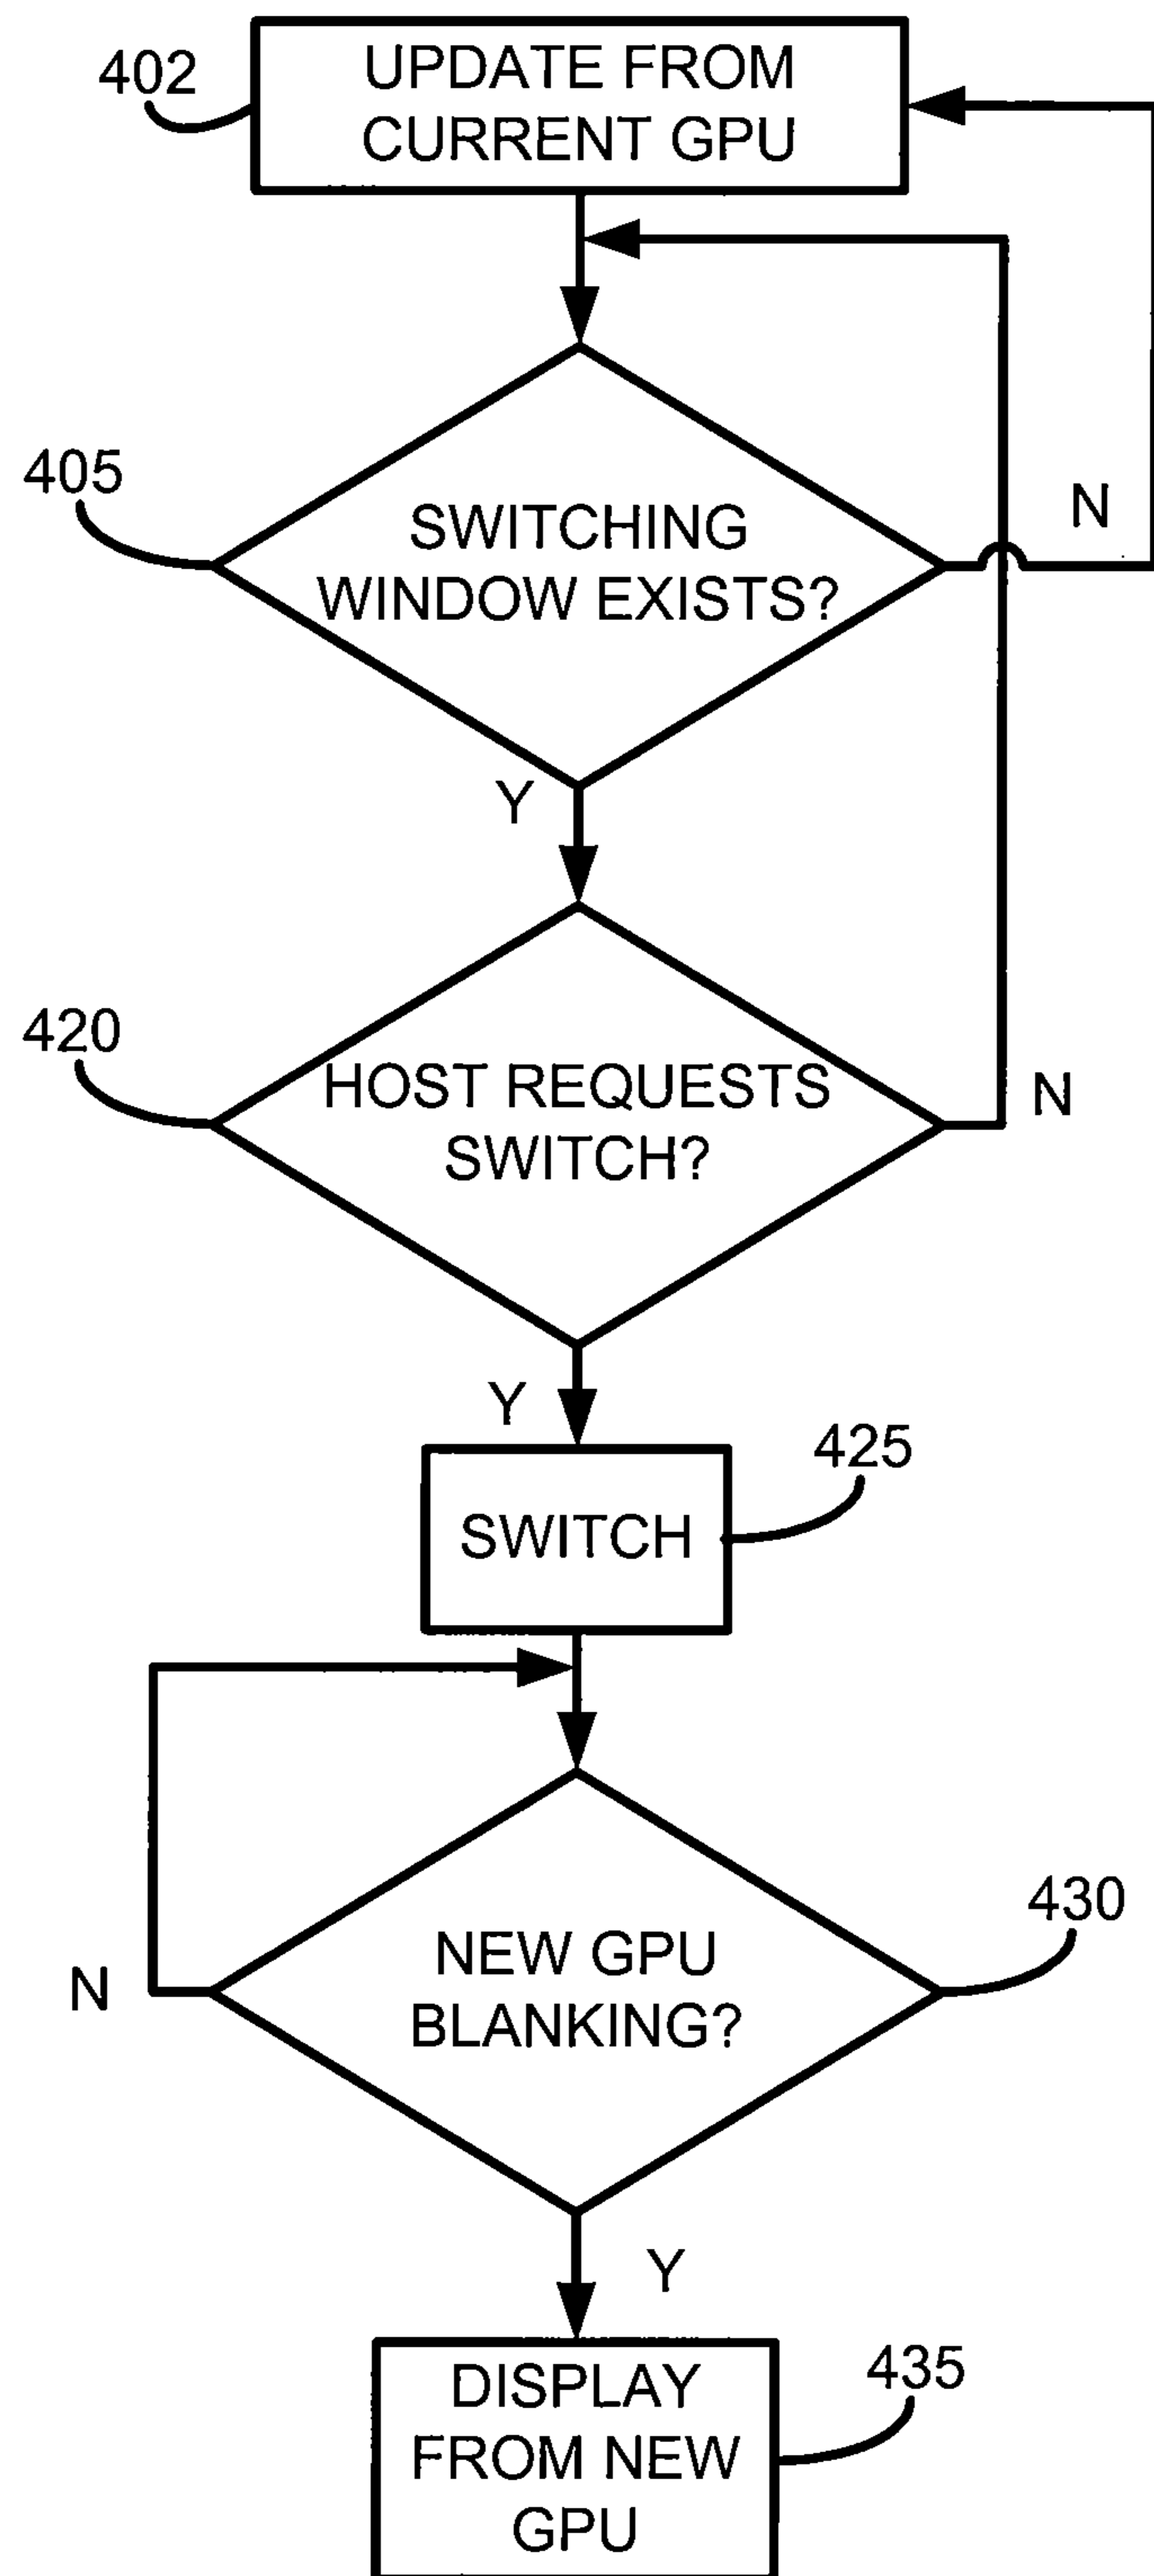 402
UPDATE FROM
CURRENT GPU
405
SWITCHING
WINDOW EXISTS?
N
Y
420
HOST REQUESTS
SWITCH?
N
Y
SWITCH
425
NEW GPU
BLANKING?
430
N
Y
DISPLAY
FROM NEW
GPU
435